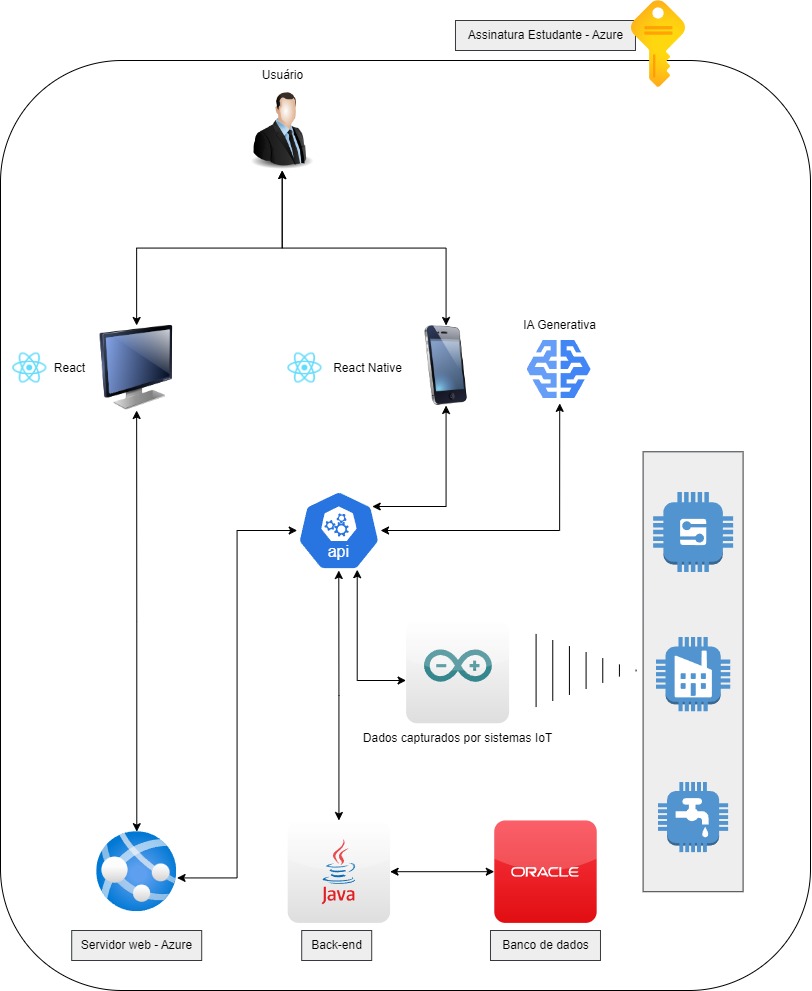 Assinatura Estudante - Azure
Usuário
IA Generativa
React
React Native
api
Dados capturados por sistemas IoT
Java
ORACLE
Servidor web - Azure
Back-end
Banco de dados